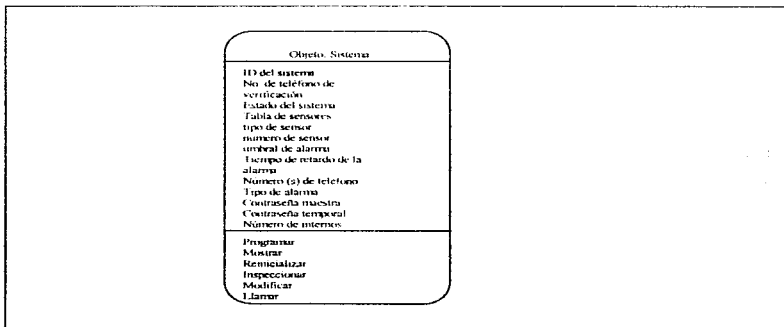 Objeto: Sistema
ID del sistema
No. de teléfono de
verificación
Estado del sistema
Tabla de sensores
tipo de sensor
número de sensor
umbral de alarma
Tiempo de retardo de la
alarma
Número (s) de teléfono
Tipo de alarma
Contraseña maestra
Contraseña temporal
Número de internos
Programar
Mostrar
Reinicializar
Inspeccionar
Modificar
Llamar